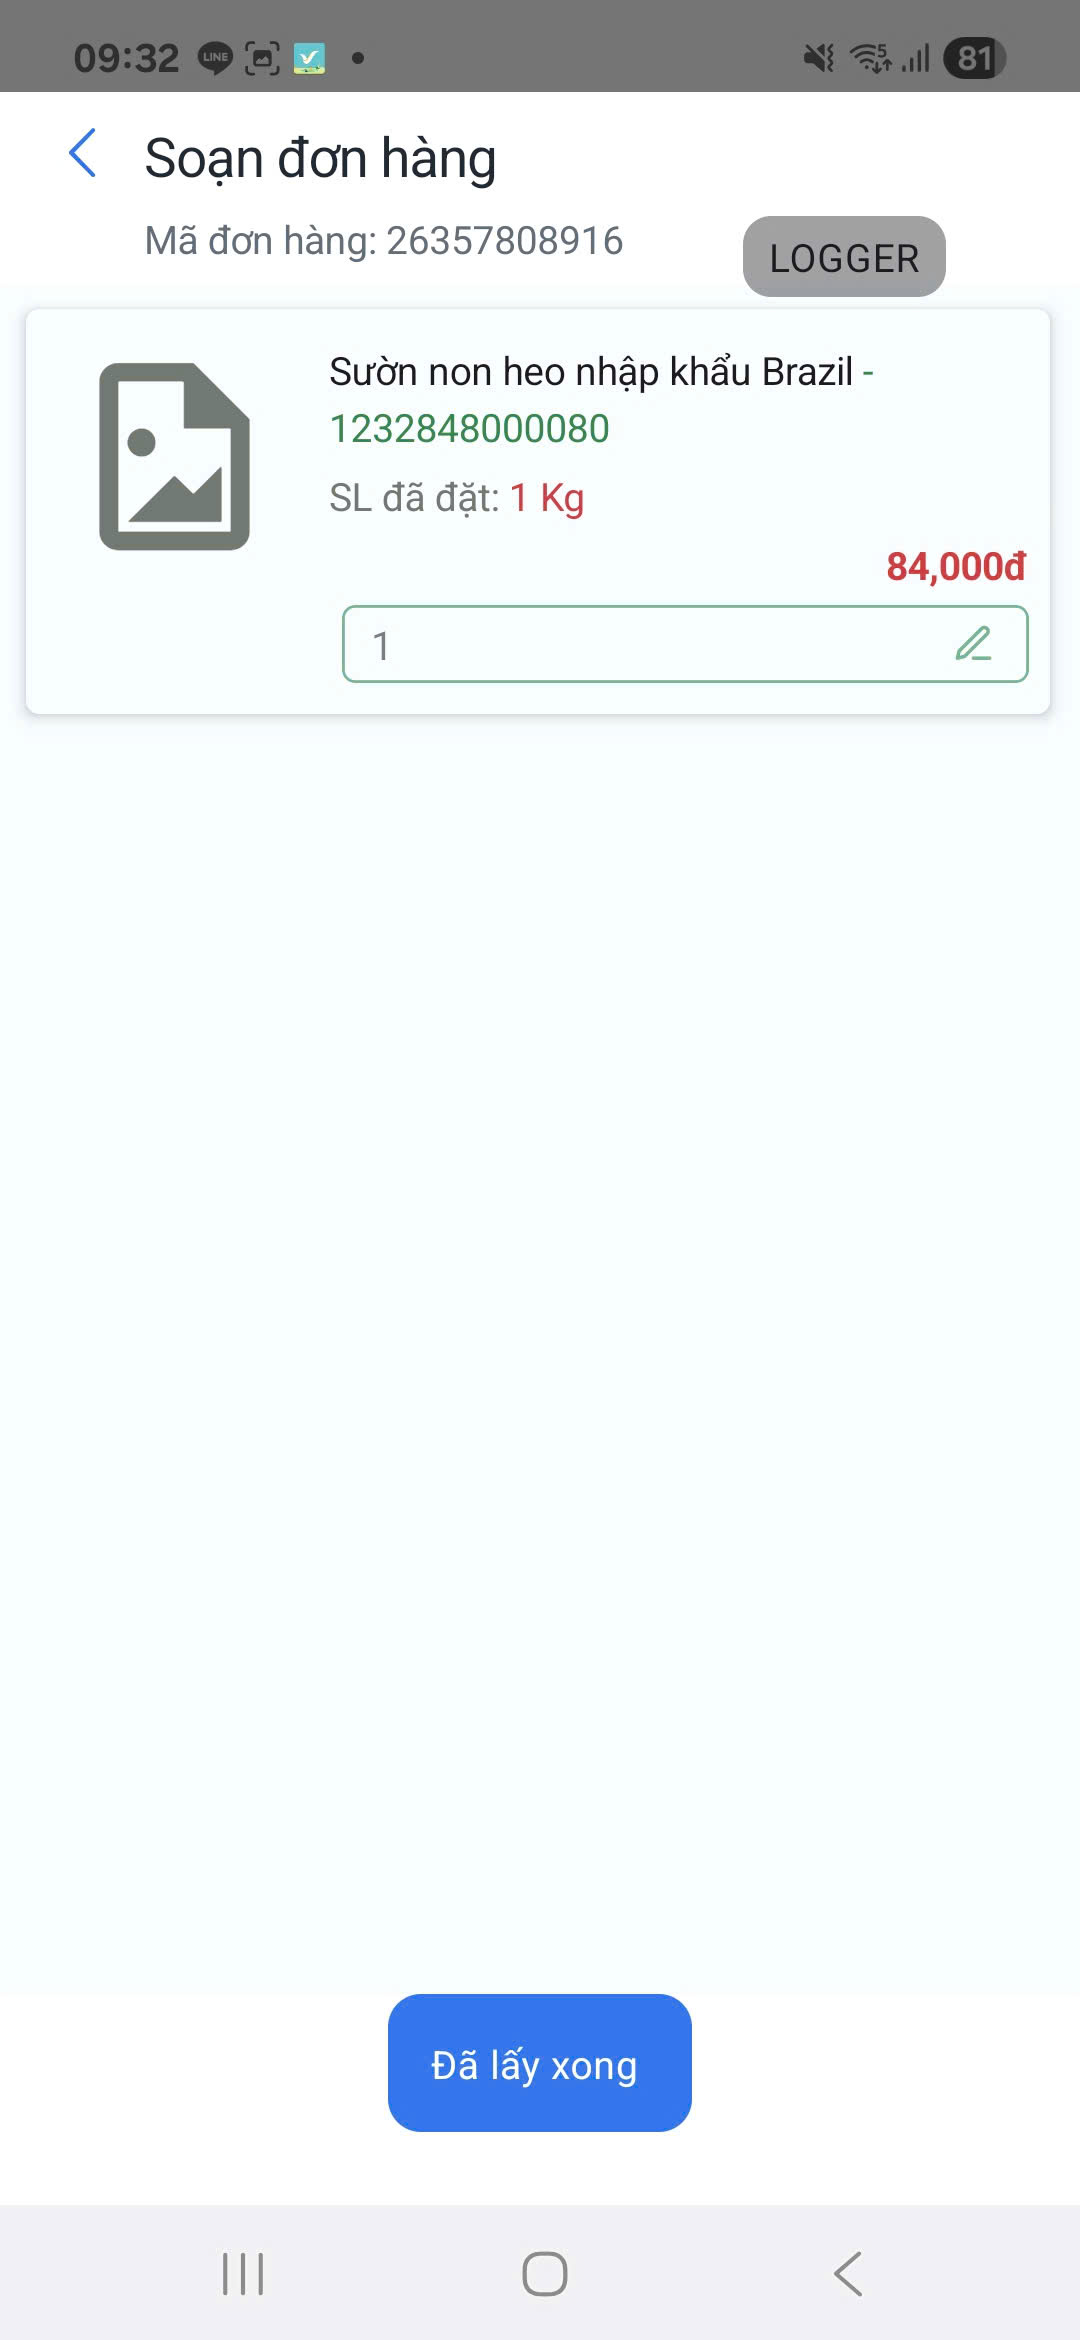 09:32
LINE
5
81
Soạn đơn hàng
Mã đơn hàng: 26357808916
LOGGER
Sườn non heo nhập khẩu Brazil -
1232848000080
SL đã đặt: 1 Kg
84,000đ
1
Đã lấy xong